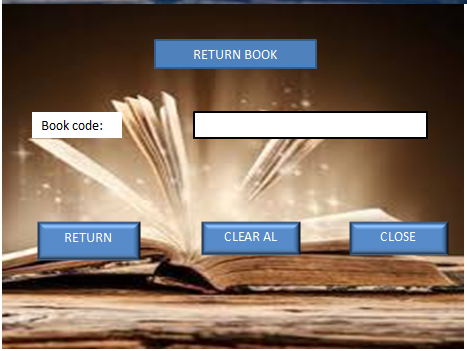 RETURN BOOK
Book code:
RETURN
CLEAR AL
CLOSE